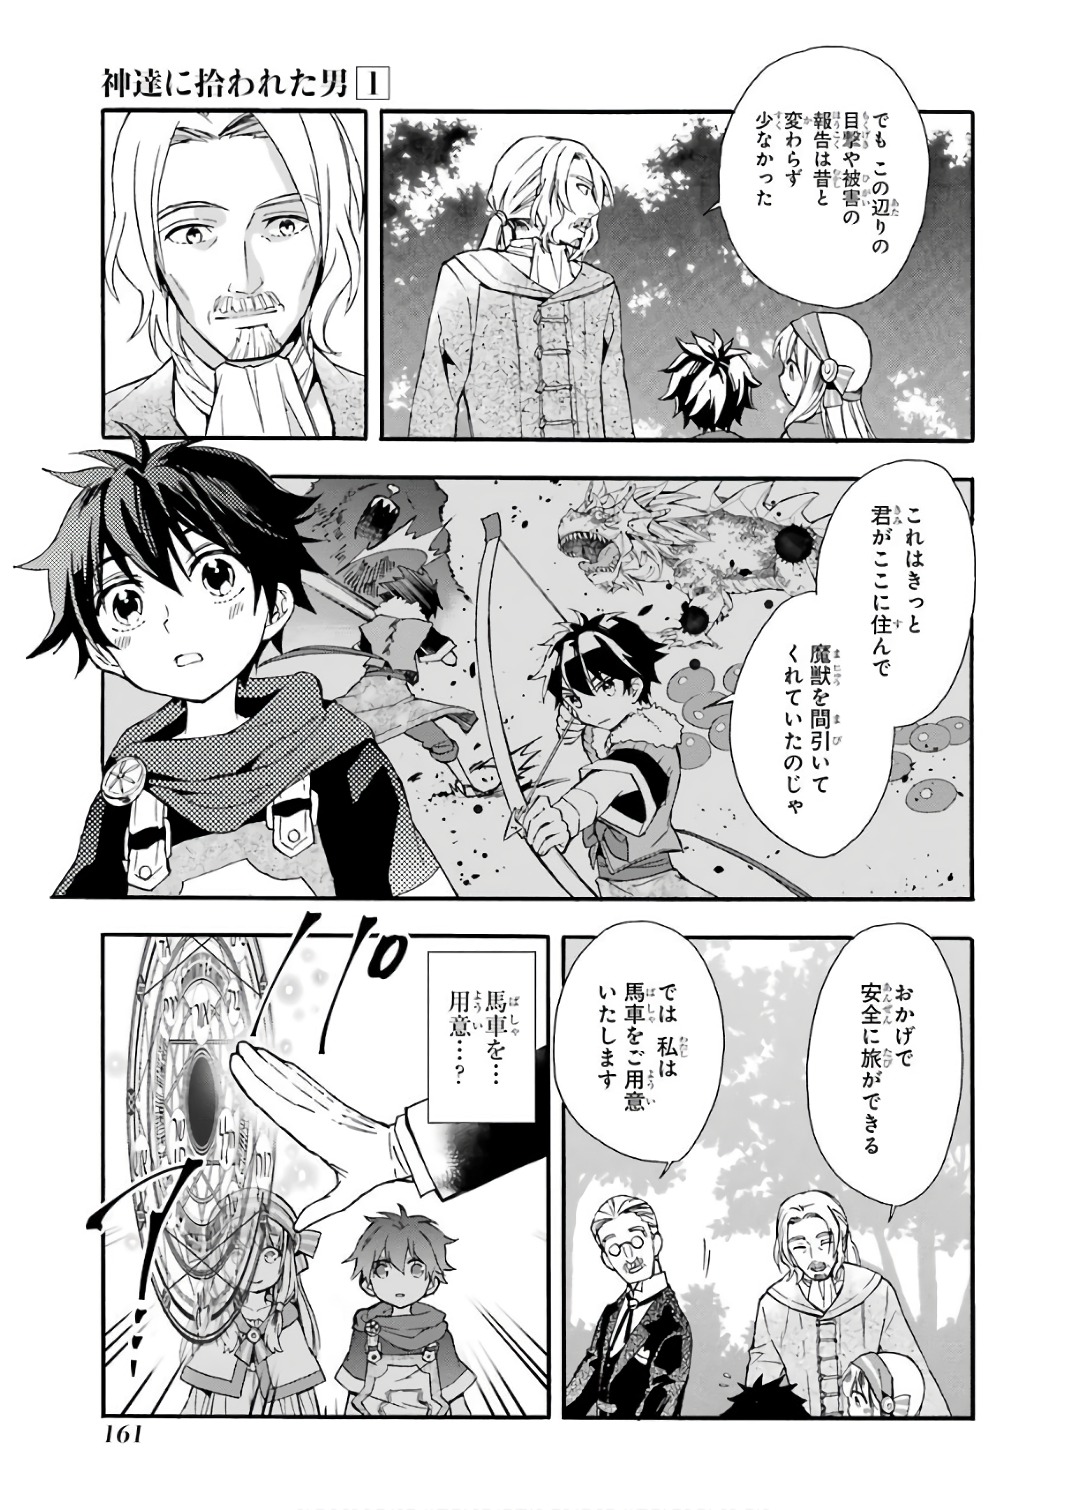 神達に拾われた男 1
でも この辺りの
目撃や被害の
報告は昔と
変わらず
少なかった
これはきっと
君がここに住んで
魔獣を間引いて
くれていたのじゃ
おかげで
安全に旅ができる
では 私は
馬車をご用意
いたします
馬車を…
用意…?
161